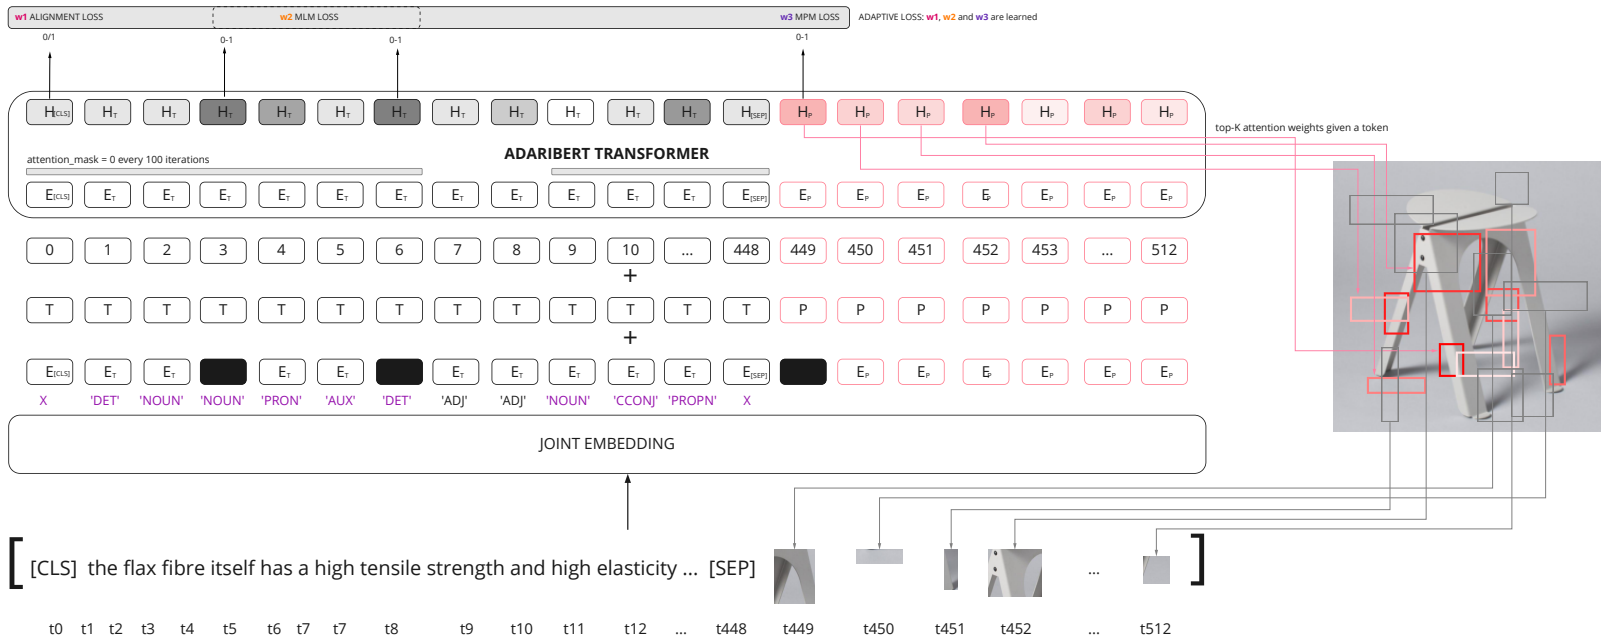 w1 ALIGNMENT LOSS w2 MLM LOSS w3 MPM LOSS ADAPTIVE LOSS: w1, w2 and w3 are learned
0/1 0-1 0-1 0-1
H[CLS] HT HT HT HT HT HT HT HT HT HT HT H[SEP] HP HP HP HP HP HP HP
top-K attention weights given a token
attention_mask = 0 every 100 iterations
ADARIBERT TRANSFORMER
E[CLS] ET ET ET ET ET ET ET ET ET ET ET E[SEP] EP EP EP EP EP EP EP
0 1 2 3 4 5 6 7 8 9 10 ... 448 449 450 451 452 453 ... 512
+
T T T T T T T T T T T T T P P P P P P P
+
E[CLS] ET ET ET ET ET ET ET ET ET E[SEP] EP EP EP EP EP EP
X 'DET' 'NOUN' 'NOUN' 'PRON' 'AUX' 'DET' 'ADJ' 'ADJ' 'NOUN' 'CCONJ' 'PROPN' X
JOINT EMBEDDING
[ [CLS] the flax fibre itself has a high tensile strength and high elasticity ... [SEP] ... ]
t0 t1 t2 t3 t4 t5 t6 t7 t7 t8 t9 t10 t11 t12 ... t448 t449 t450 t451 t452 ... t512